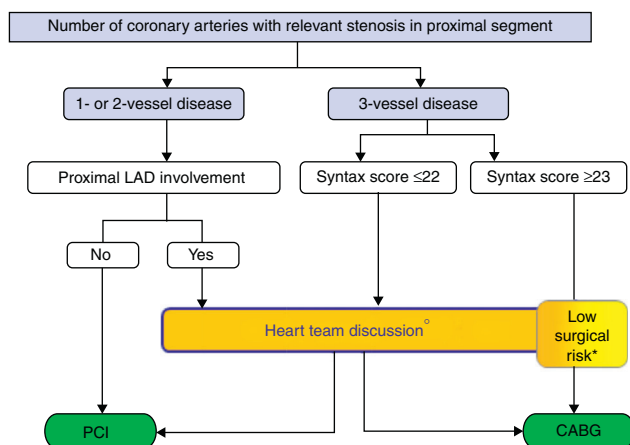 Number of coronary arteries with relevant stenosis in proximal segment
1- or 2-vessel disease
3-vessel disease
Proximal LAD involvement
Syntax score ≤22
Syntax score ≥23
No
Yes
Heart team discussion°
Low
surgical
risk*
PCI
CABG